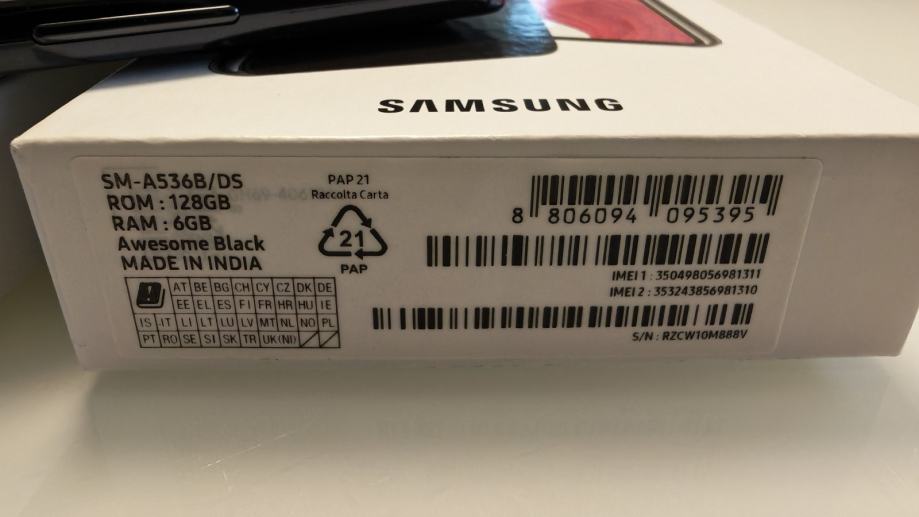 SAMSUNG
SM-A536B/DS
ROM : 128GB
RAM : 6GB
Awesome Black
MADE IN INDIA
PAP 21
Raccolta Carta
21
PAP
8 806094 095395
IMEI 1 : 350498056981311
IMEI 2 : 353243856981310
S/N : RZCW10M888V
AT BE BG CH CY CZ DK DE
EE EL ES FI FR HR HU IE
IS IT LI LT LU LV MT NL NO PL
PT RO SE SI SK TR UK(NI)